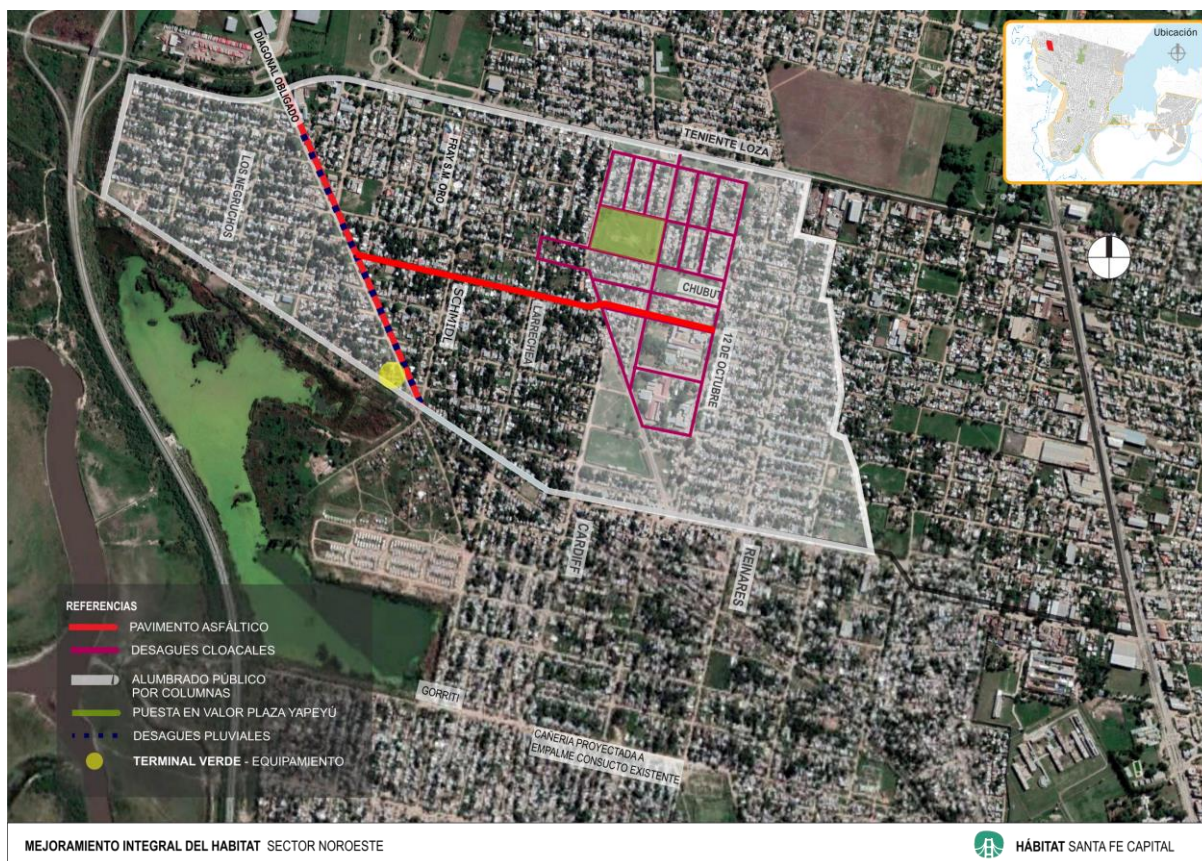 Ubicación
DIAGONAL OBLIGADO
TENIENTE LOZA
FRAY S.M. ORO
LOS NEGRUCHOS
CHUBUT
SCHMIDL
LARRECHEA
12 DE OCTUBRE
CARDIFF
REINARES
REFERENCIAS
PAVIMENTO ASFÁLTICO
DESAGUES CLOACALES
ALUMBRADO PÚBLICO
POR COLUMNAS
PUESTA EN VALOR PLAZA YAPEYÚ
DESAGUES PLUVIALES
TERMINAL VERDE - EQUIPAMIENTO
GORRITI
CAÑERIA PROYECTADA A
EMPALME CONSUCTO EXISTENTE
MEJORAMIENTO INTEGRAL DEL HABITAT SECTOR NOROESTE
HÁBITAT SANTA FE CAPITAL